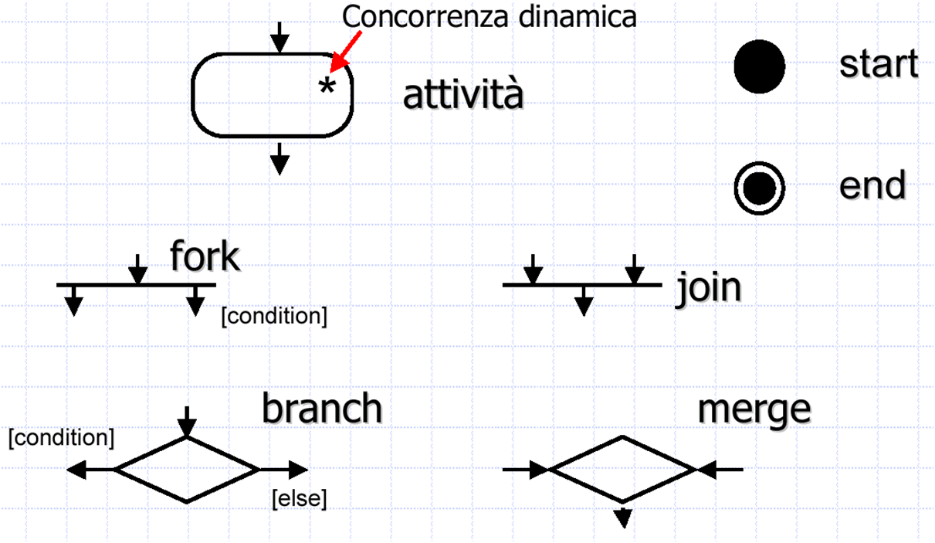 Concorrenza dinamica
*
attività
start
end
fork
[condition]
join
branch
[condition]
[else]
merge